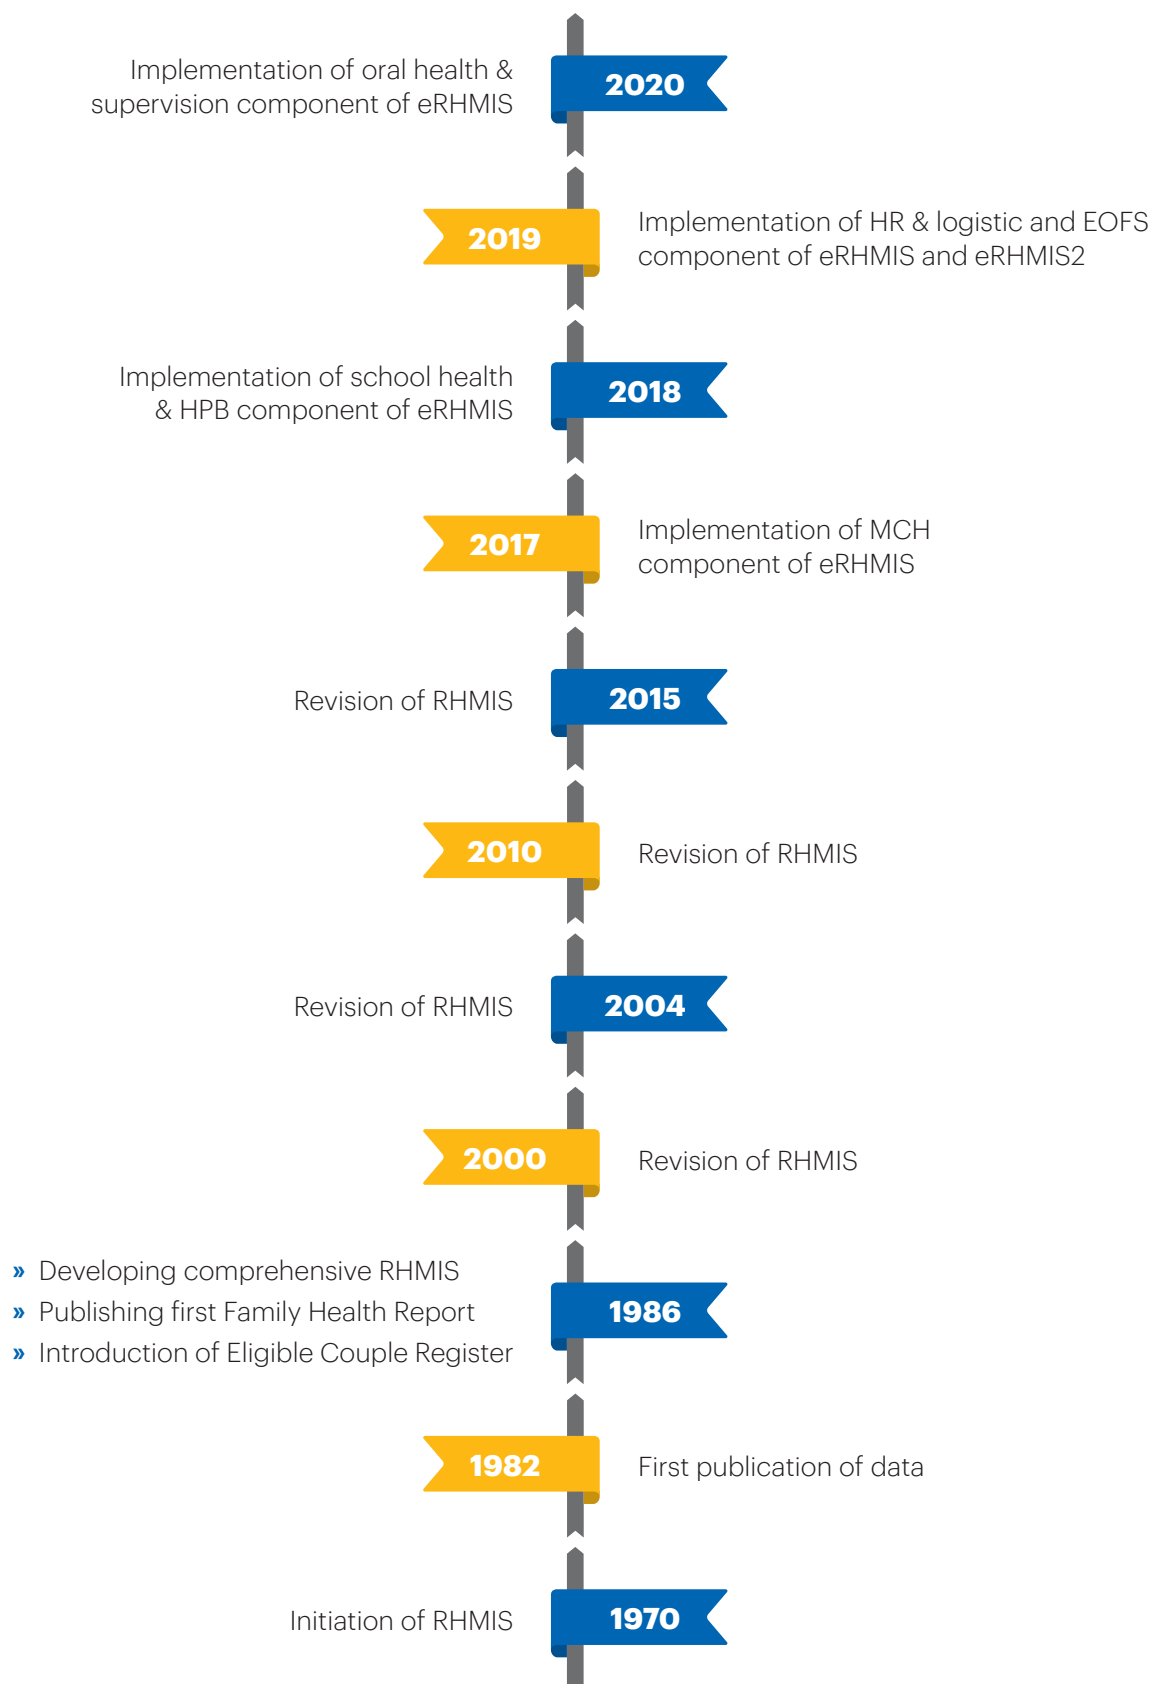 Implementation of oral health &
supervision component of eRHMIS
2020
2019
Implementation of HR & logistic and EOFS
component of eRHMIS and eRHMIS2
Implementation of school health
& HPB component of eRHMIS
2018
2017
Implementation of MCH
component of eRHMIS
Revision of RHMIS
2015
2010
Revision of RHMIS
Revision of RHMIS
2004
2000
Revision of RHMIS
» Developing comprehensive RHMIS
» Publishing first Family Health Report
» Introduction of Eligible Couple Register
1986
1982
First publication of data
Initiation of RHMIS
1970